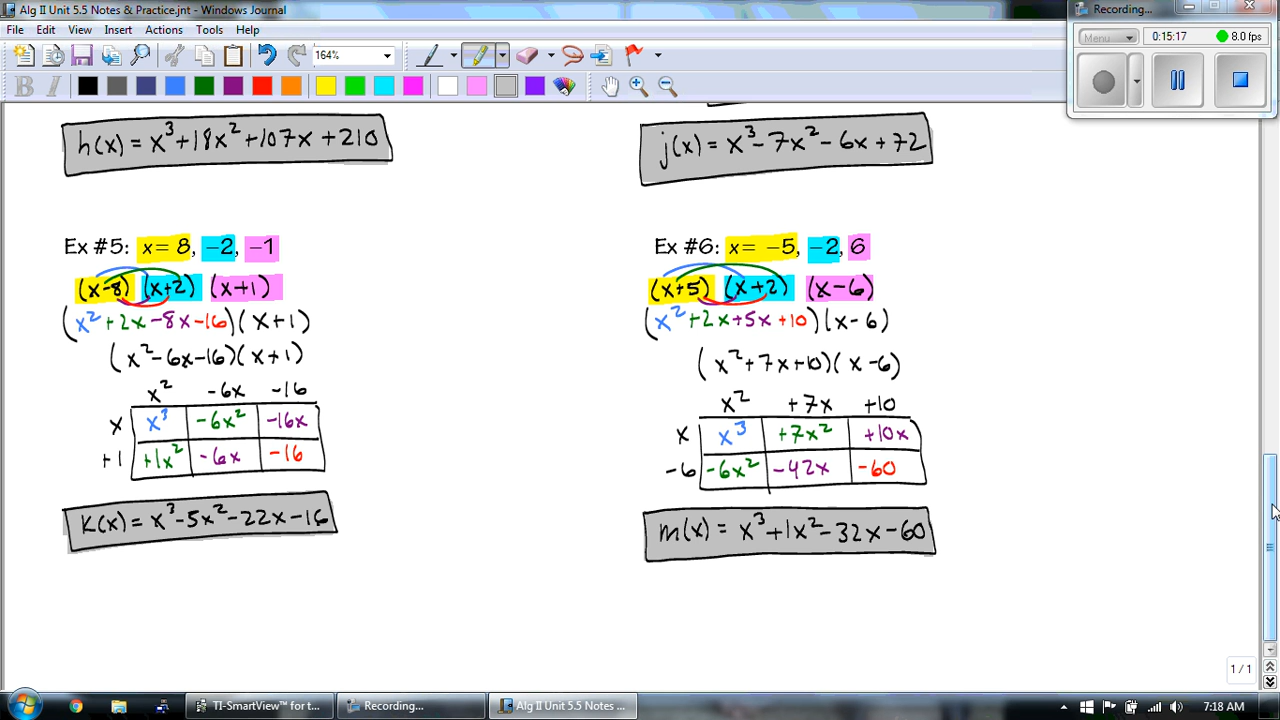 Alg II Unit 5.5 Notes & Practice.jnt - Windows Journal
File Edit View Insert Actions Tools Help
164%
B I
Recording...
Menu
0:15:17
8.0 fps
h(x) = x³+18x²+107x+210
j(x) = x³-7x²-6x+72
Ex #5: x=8, -2, -1
(x-8) (x+2) (x+1)
(x²+2x-8x-16)(x+1)
(x²-6x-16)(x+1)
x² -6x -16
x x³ -6x² -16x
+1 +1x² -6x -16
K(x) = x³-5x²-22x-16
Ex #6: x=-5, -2, 6
(x+5) (x+2) (x-6)
(x²+2x+5x+10)(x-6)
(x²+7x+10)(x-6)
x² +7x +10
x x³ +7x² +10x
-6 -6x² -42x -60
m(x) = x³+1x²-32x-60
1 / 1
TI-SmartView™ for t...
Recording...
Alg II Unit 5.5 Notes ...
7:18 AM